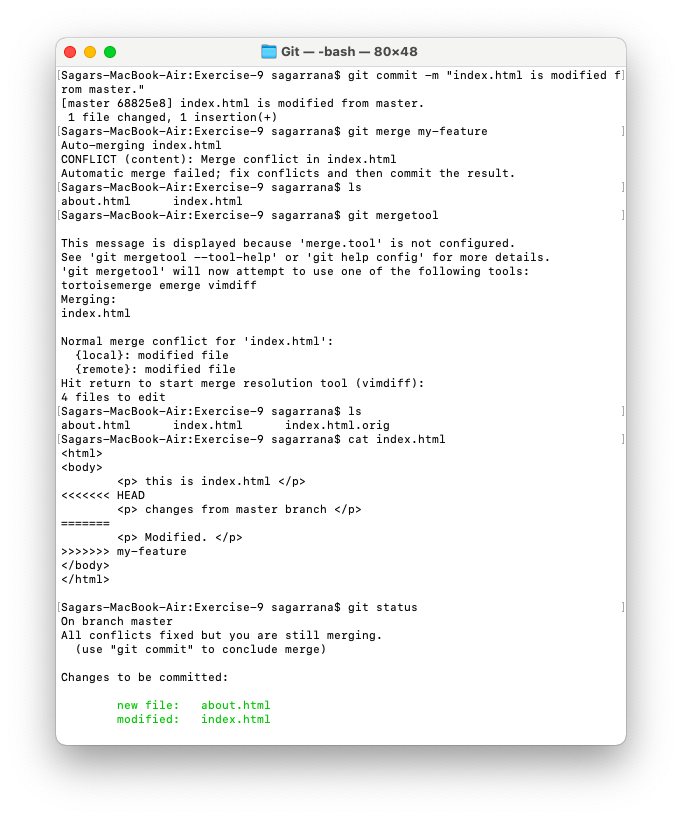 Git — -bash — 80×48
[Sagars-MacBook-Air:Exercise-9 sagarrana$ git commit -m "index.html is modified f]
rom master."
[master 68825e8] index.html is modified from master.
 1 file changed, 1 insertion(+)
[Sagars-MacBook-Air:Exercise-9 sagarrana$ git merge my-feature                   ]
Auto-merging index.html
CONFLICT (content): Merge conflict in index.html
Automatic merge failed; fix conflicts and then commit the result.
[Sagars-MacBook-Air:Exercise-9 sagarrana$ ls                                     ]
about.html      index.html
[Sagars-MacBook-Air:Exercise-9 sagarrana$ git mergetool                          ]

This message is displayed because 'merge.tool' is not configured.
See 'git mergetool --tool-help' or 'git help config' for more details.
'git mergetool' will now attempt to use one of the following tools:
tortoisemerge emerge vimdiff
Merging:
index.html

Normal merge conflict for 'index.html':
  {local}: modified file
  {remote}: modified file
Hit return to start merge resolution tool (vimdiff):
4 files to edit
[Sagars-MacBook-Air:Exercise-9 sagarrana$ ls                                     ]
about.html      index.html      index.html.orig
[Sagars-MacBook-Air:Exercise-9 sagarrana$ cat index.html                         ]
<html>
<body>
        <p> this is index.html </p>
<<<<<<< HEAD
        <p> changes from master branch </p>
=======
        <p> Modified. </p>
>>>>>>> my-feature
</body>
</html>

[Sagars-MacBook-Air:Exercise-9 sagarrana$ git status                             ]
On branch master
All conflicts fixed but you are still merging.
  (use "git commit" to conclude merge)

Changes to be committed:

        new file:   about.html
        modified:   index.html